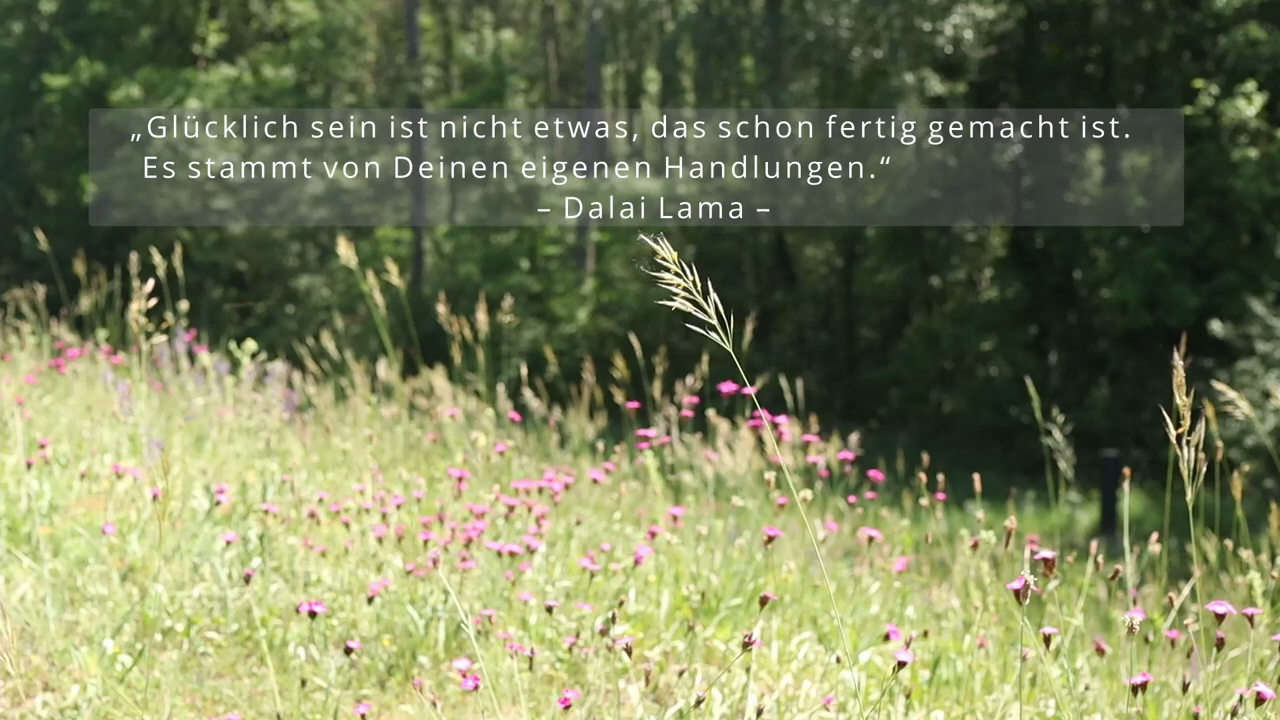 „Glücklich sein ist nicht etwas, das schon fertig gemacht ist.
Es stammt von Deinen eigenen Handlungen.“
– Dalai Lama –